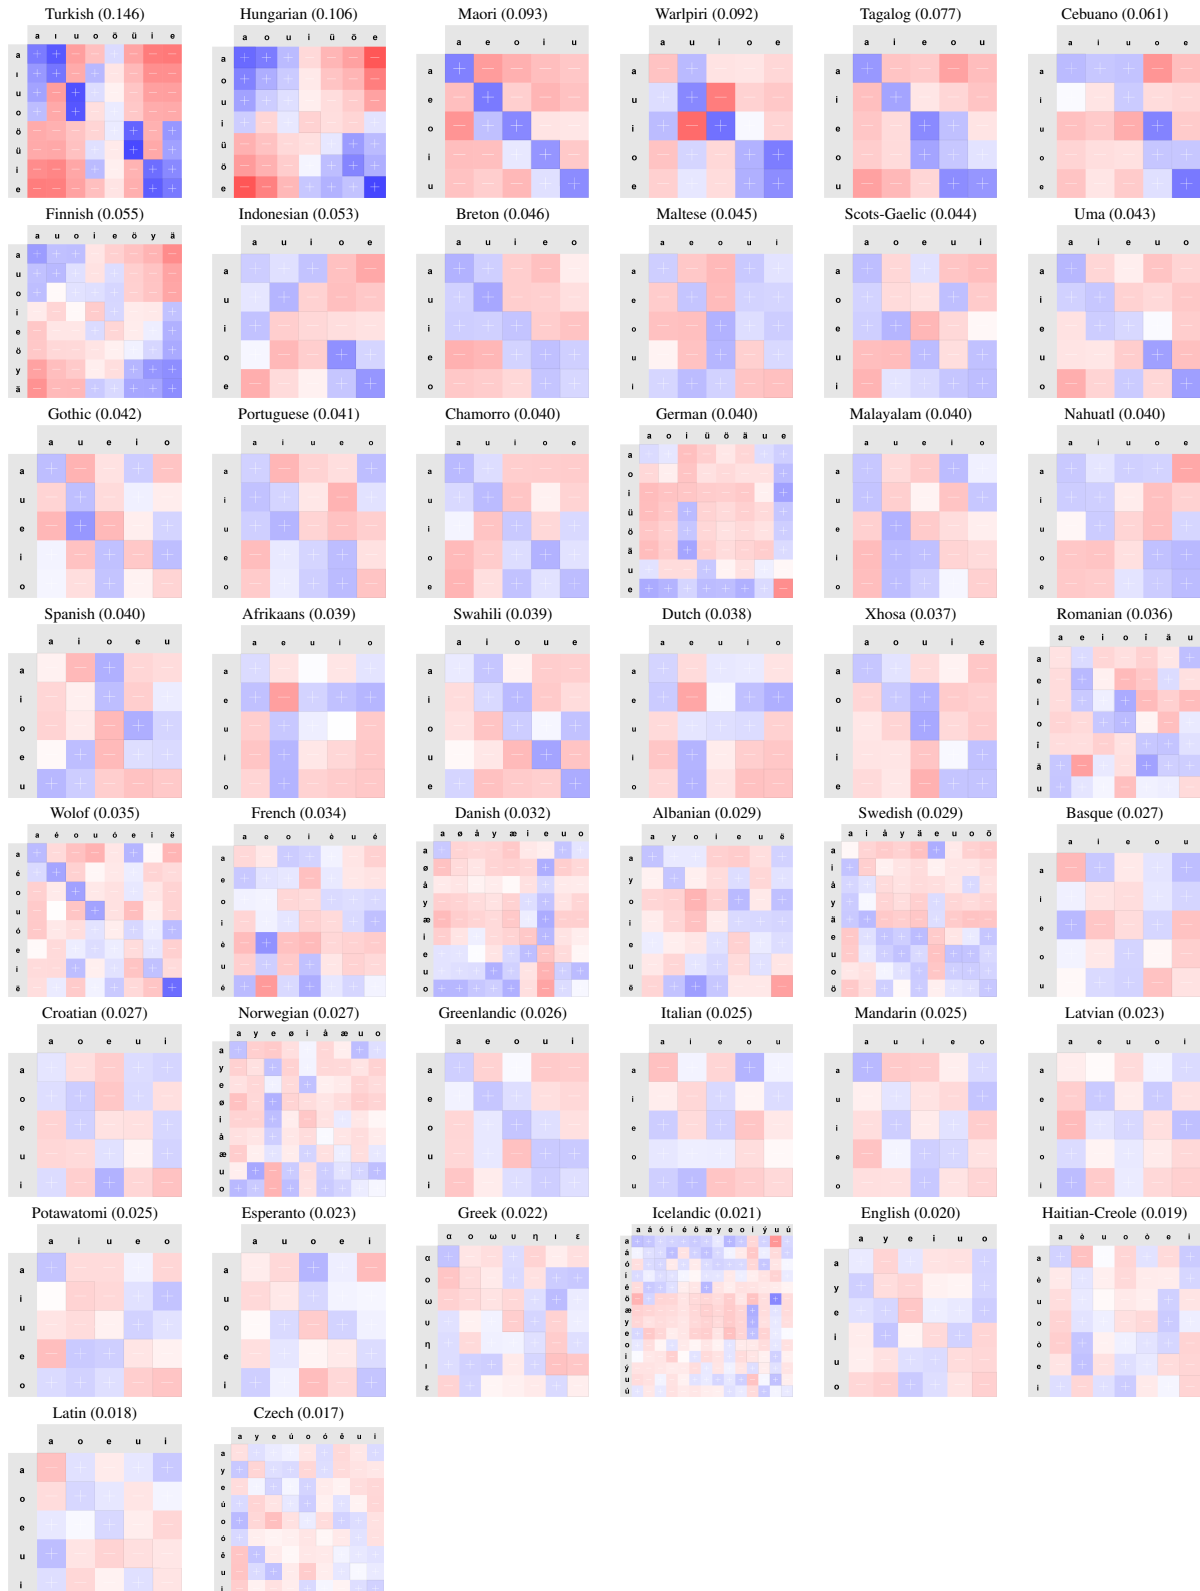 Turkish (0.146) Hungarian (0.106) Maori (0.093) Warlpiri (0.092) Tagalog (0.077) Cebuano (0.061)
a ı u o ö ü i e a o u i ü ö e a e o i u a u i o e a i e o u a i u o e
a a a a a a
ı o e u i i
u u o i e u
o i i o o o
ö ü u e u e
ü ö
i e
e
Finnish (0.055) Indonesian (0.053) Breton (0.046) Maltese (0.045) Scots-Gaelic (0.044) Uma (0.043)
a u o i e ö y ä a u i o e a u i e o a e o u i a o e u i a i e u o
a a a a a a
u u u e o i
o i i o e e
i o e u u u
e e o i i o
ö
y
ä
Gothic (0.042) Portuguese (0.041) Chamorro (0.040) German (0.040) Malayalam (0.040) Nahuatl (0.040)
a u e i o a i u e o a u i o e a o i ü ö ä u e a u e i o a i u o e
a a a a a a
u i u o u i
e u i i e u
i e o ü i o
o o e ö o e
ä
u
e
Spanish (0.040) Afrikaans (0.039) Swahili (0.039) Dutch (0.038) Xhosa (0.037) Romanian (0.036)
a i o e u a e u i o a i o u e a e u i o a o u i e a e i o î ă u
a a a a a a
i e i e o e
o u o u u i
e i u i i o
u o e o e î
ă
u
Wolof (0.035) French (0.034) Danish (0.032) Albanian (0.029) Swedish (0.029) Basque (0.027)
a é o u ó e i ë a e o i è u é a ø å y æ i e u o a y o i e u ë a i å y ä e u o ö a i e o u
a a a a a a
é e ø y i i
o o å o å e
u i y i y o
ó è æ e ä u
e u i u e
i é e ë u
ë u o
o ö
Croatian (0.027) Norwegian (0.027) Greenlandic (0.026) Italian (0.025) Mandarin (0.025) Latvian (0.023)
a o e u i a y e ø i å æ u o a e o u i a i e o u a u i e o a e u o i
a a a a a a
o y e i u e
e e o e i u
u ø u o e o
i i i u o i
å
æ
u
o
Potawatomi (0.025) Esperanto (0.023) Greek (0.022) Icelandic (0.021) English (0.020) Haitian-Creole (0.019)
a i u e o a u o e i α ο ω υ η ι ε a á ó í é ö æ y e o i ý u ú a y e i u o a è u o ò e i
a a α a a a
i u ο á y è
u o ω ó e u
e e υ í i o
o i η é u ò
ι ö o e
ε æ i
y
e
o
i
ý
u
ú
Latin (0.018) Czech (0.017)
a o e u i a y e ú o ó ě u i
a a
o y
e e
u ú
i o
ó
ě
u
i